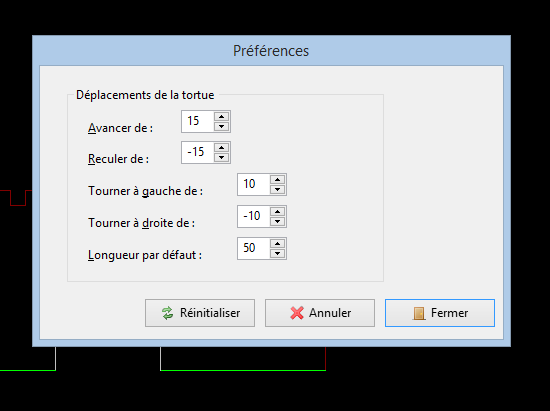 Préférences
Déplacements de la tortue
Avancer de : 15
Reculer de : -15
Tourner à gauche de : 10
Tourner à droite de : -10
Longueur par défaut : 50
Réinitialiser Annuler Fermer